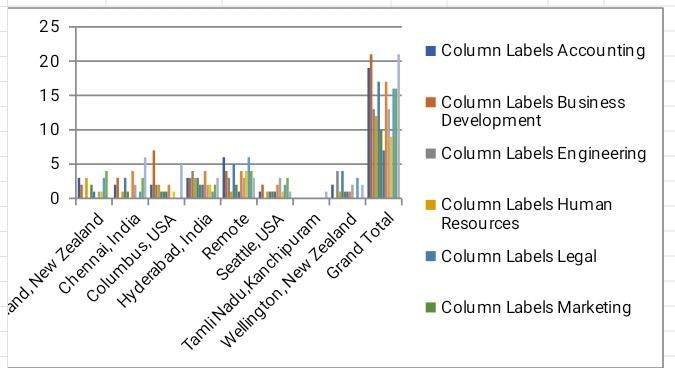 25
20
15
10
5
0
and, New Zealand
Chennai, India
Columbus, USA
Hyderabad, India
Remote
Seattle, USA
Tamli Nadu,Kanchipuram
Wellington, New Zealand
Grand Total
Column Labels Accounting
Column Labels Business
Development
Column Labels Engineering
Column Labels Human
Resources
Column Labels Legal
Column Labels Marketing